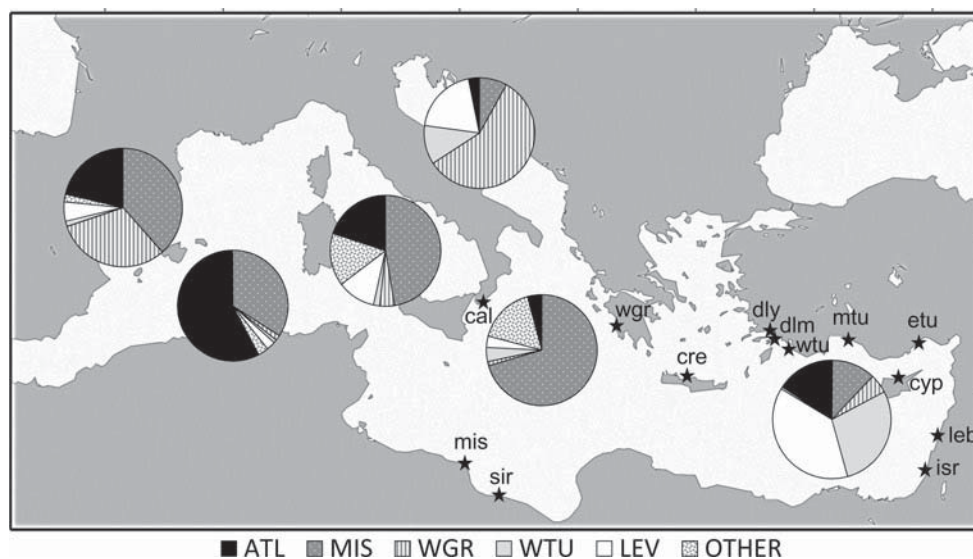 cal
wgr
cre
dly
dlm
wtu
mtu
etu
cyp
leb
isr
mis
sir
ATL MIS WGR WTU LEV OTHER